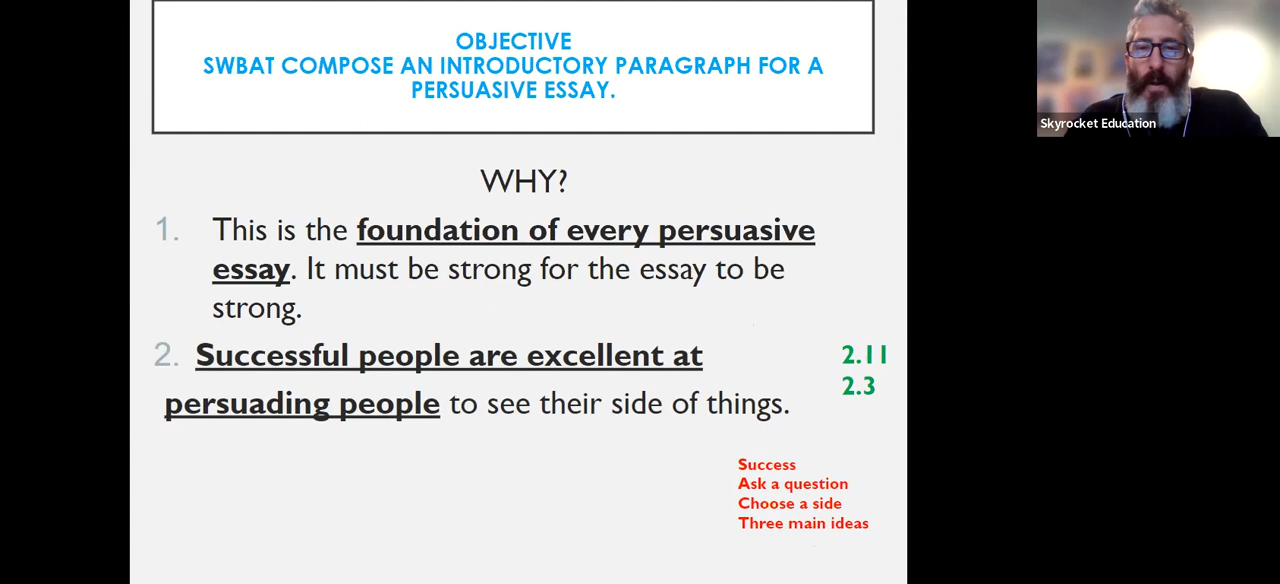 OBJECTIVE
SWBAT COMPOSE AN INTRODUCTORY PARAGRAPH FOR A
PERSUASIVE ESSAY.
Skyrocket Education
WHY?
1. This is the foundation of every persuasive
essay. It must be strong for the essay to be
strong.
2. Successful people are excellent at
persuading people to see their side of things.
2.11
2.3
Success
Ask a question
Choose a side
Three main ideas